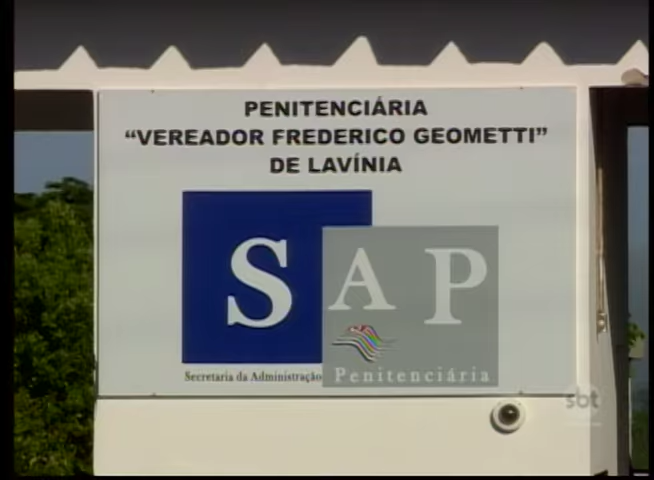 PENITENCIÁRIA
“VEREADOR FREDERICO GEOMETTI”
DE LAVÍNIA
SAP
Secretaria da Administração Penitenciária
sbt